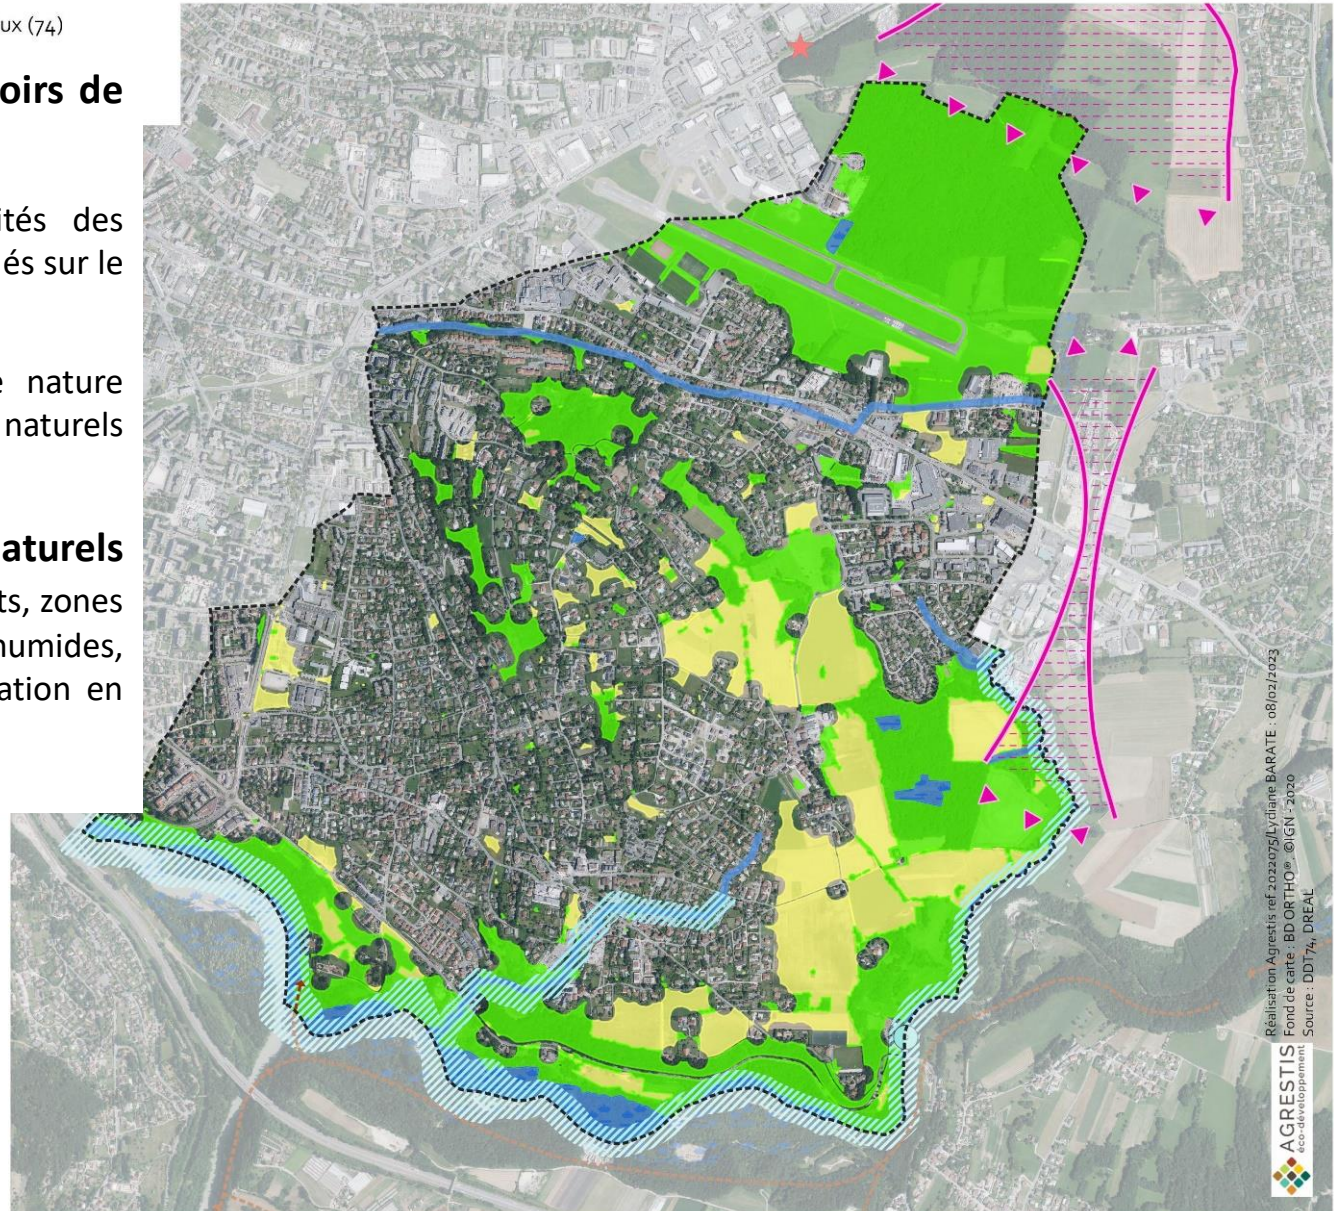 ux (74)
oirs de
ités des
és sur le
e nature
naturels
naturels
ts, zones
humides,
ation en
Réalisation Agrestis ref 2022075/Lydiane BARATE : 08/02/2023
Fond de carte : BD ORTHO® ©IGN - 2020
Source : DDT74, DREAL
AGRESTIS
éco-développement